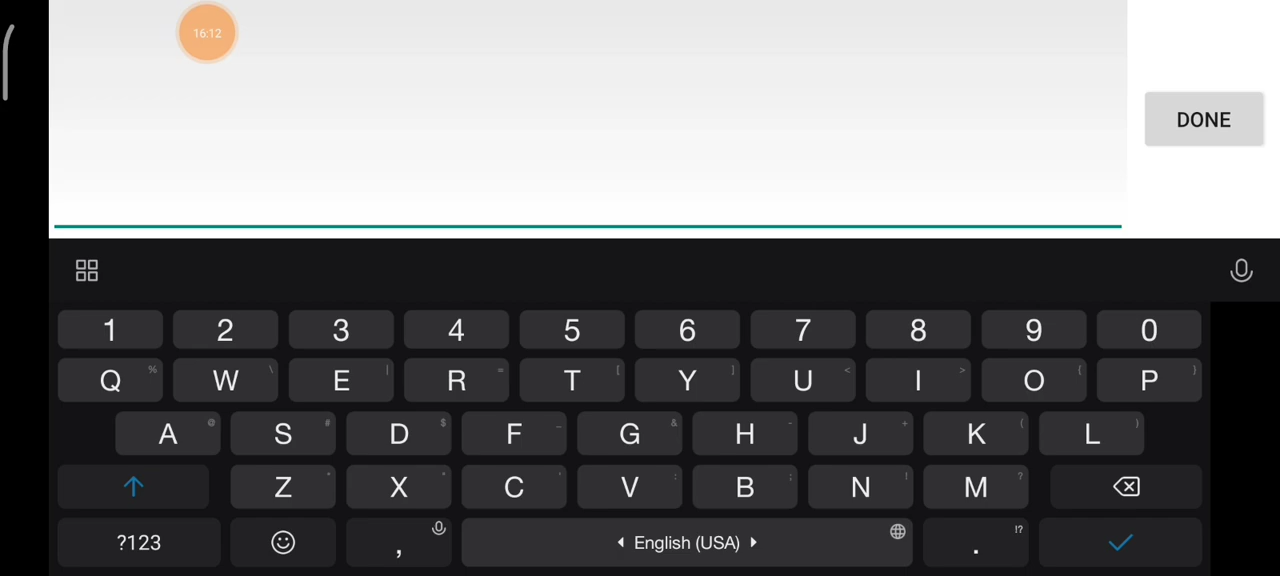 16:12
DONE
1 2 3 4 5 6 7 8 9 0
Q % W \ E | R = T [ Y ] U < I > O { P }
A @ S # D $ F _ G & H - J + K ( L )
Z * X " C ' V : B ; N ! M ?
?123 , English (USA) . !?